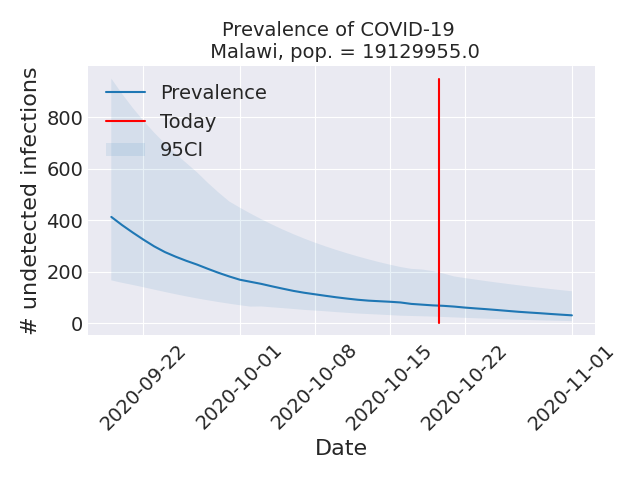 Prevalence of COVID-19
Malawi, pop. = 19129955.0
# undetected infections
800
600
400
200
0
Prevalence
Today
95CI
2020-09-22
2020-10-01
2020-10-08
2020-10-15
2020-10-22
2020-11-01
Date